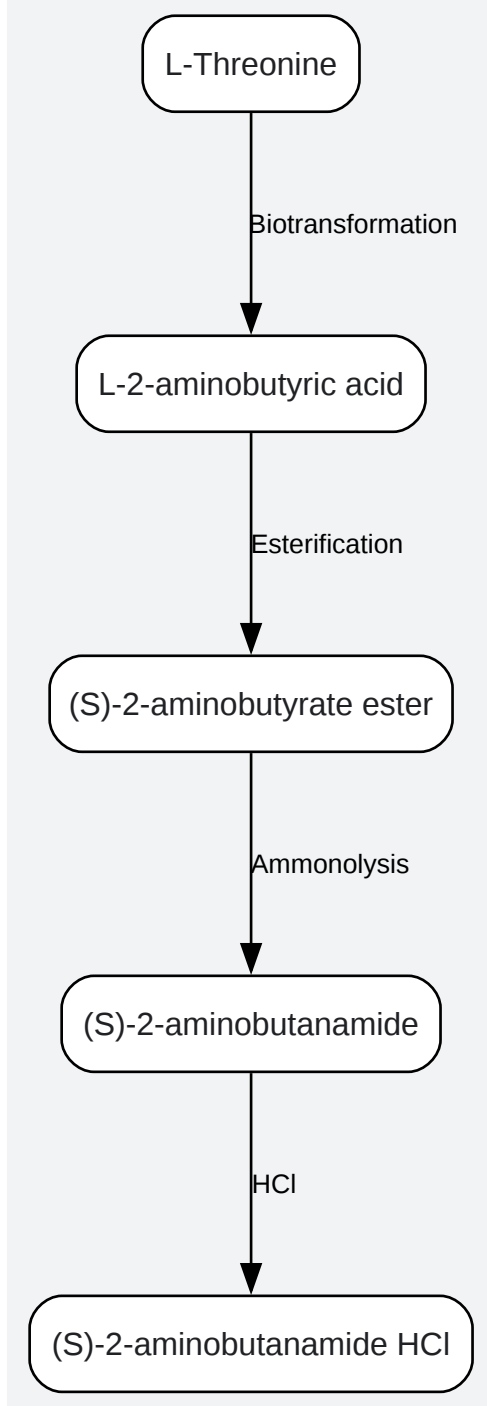 L-Threonine
Biotransformation
L-2-aminobutyric acid
Esterification
(S)-2-aminobutyrate ester
Ammonolysis
(S)-2-aminobutanamide
HCl
(S)-2-aminobutanamide HCl